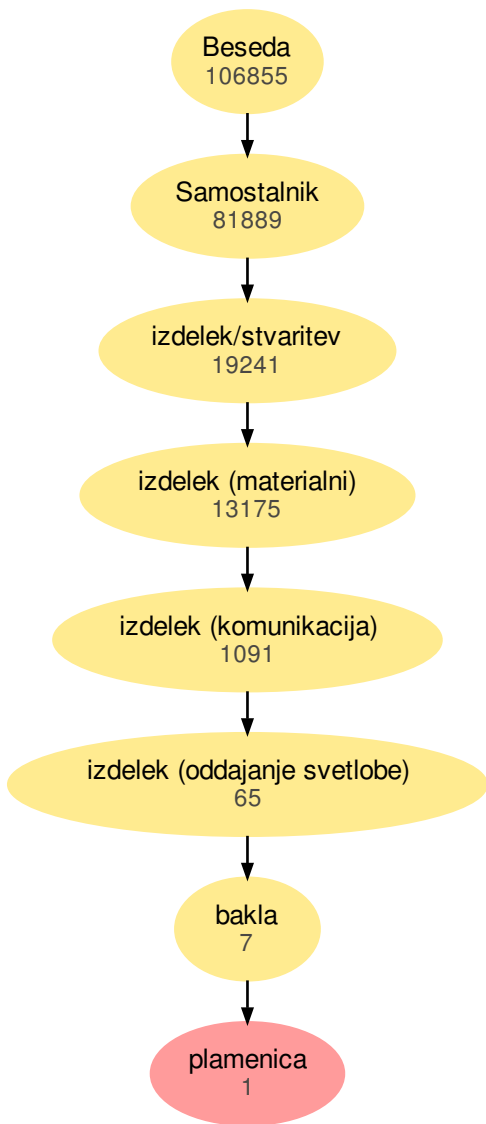 Beseda
106855
Samostalnik
81889
izdelek/stvaritev
19241
izdelek (materialni)
13175
izdelek (komunikacija)
1091
izdelek (oddajanje svetlobe)
65
bakla
7
plamenica
1